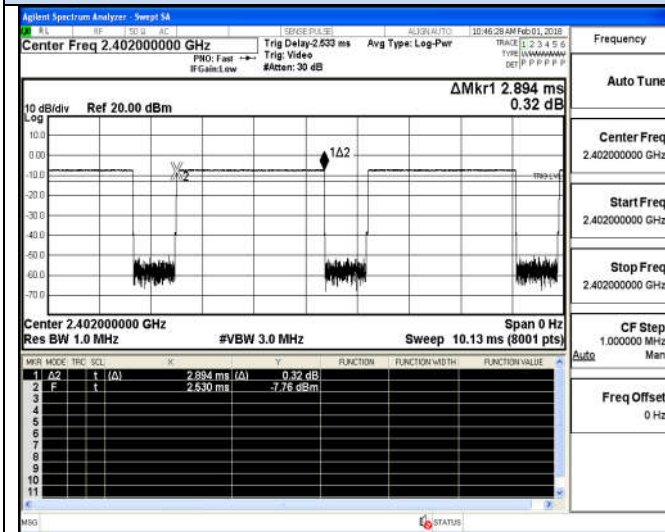 Agilent Spectrum Analyzer - Swept SA
RL RF 50 Ω AC SENSE:PULSE ALIGNAUTO 10:46:28 AM Feb 01, 2018
Center Freq 2.402000000 GHz
PNO: Fast
IFGain:Low
Trig Delay-2.533 ms
Trig: Video
#Atten: 30 dB
Avg Type: Log-Pwr
TRACE 1 2 3 4 5 6
TYPE
DET P P P P P P
ΔMkr1 2.894 ms
0.32 dB
10 dB/div Ref 20.00 dBm
Log
10.0
0.00
-10.0
-20.0
-30.0
-40.0
-50.0
-60.0
-70.0
1Δ2
2
TRIG LVL
Center 2.402000000 GHz Span 0 Hz
Res BW 1.0 MHz #VBW 3.0 MHz Sweep 10.13 ms (8001 pts)
MKR MODE TRC SCL X Y FUNCTION FUNCTION WIDTH FUNCTION VALUE
1 Δ2 t (Δ) 2.894 ms (Δ) 0.32 dB
2 F t 2.530 ms -7.76 dBm
3
4
5
6
7
8
9
10
11
MSG STATUS
Frequency
Auto Tune
Center Freq
2.402000000 GHz
Start Freq
2.402000000 GHz
Stop Freq
2.402000000 GHz
CF Step
1.000000 MHz
Auto Man
Freq Offset
0 Hz